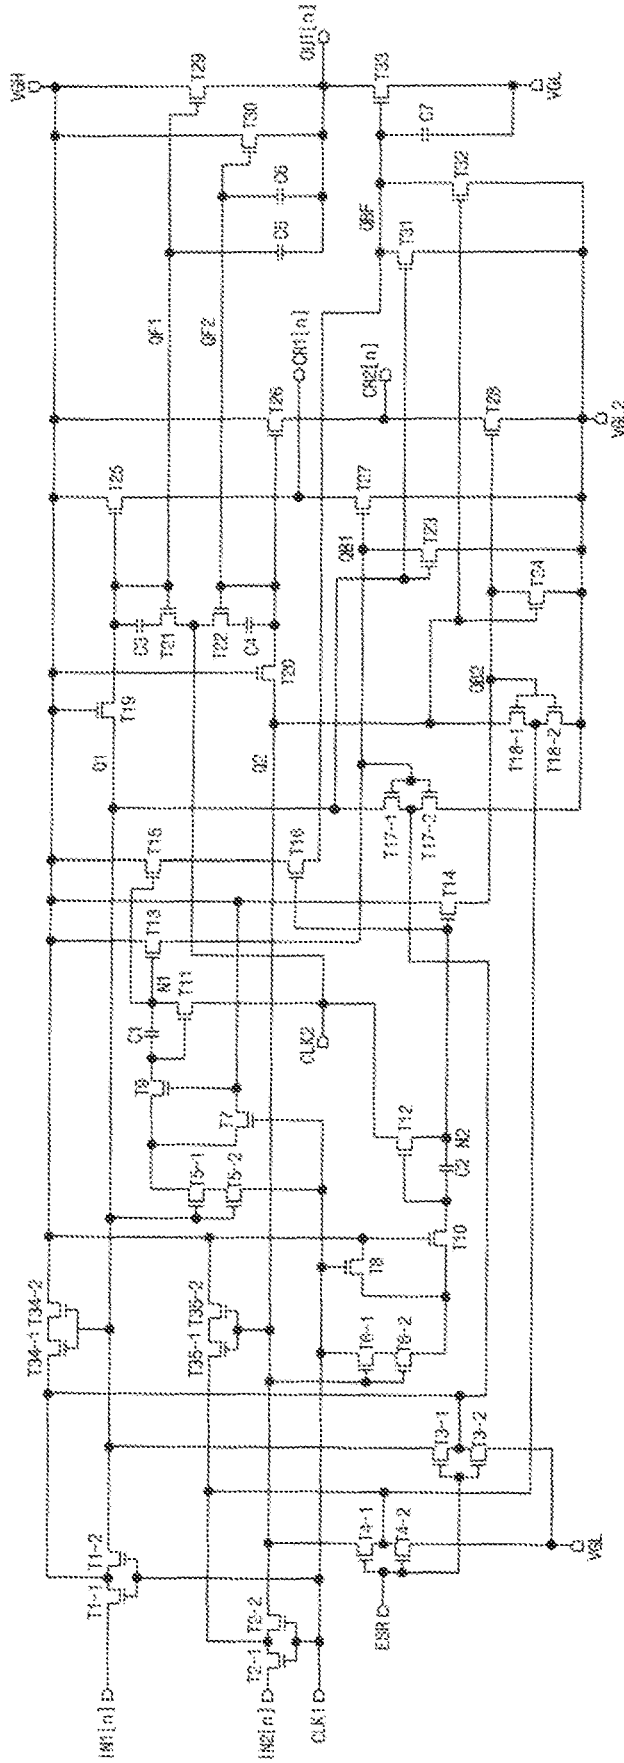 VGH
OUT[n]
T29
T30
C6
C5
QF1
QF2
T33
C7
VGL
QBF
T32
T31
CR1[n]
CR2[n]
T26
T28
VGL2
T25
T27
QB1
T23
C3
T21
T22
C4
T24
QB2
T19
Q1
T20
Q2
T18-1
T18-2
T17-1
T17-2
T15
T16
T14
T13
N1
T11
C1
CLK2
T9
T7
T12
N2
C2
T5-1
T5-2
T10
T8
T34-1
T34-2
T35-1
T35-2
T6-1
T6-2
T3-1
T3-2
T1-1
T1-2
T4-1
T4-2
VGL
T2-1
T2-2
ESR
IN1[n]
IN2[n]
CLK1